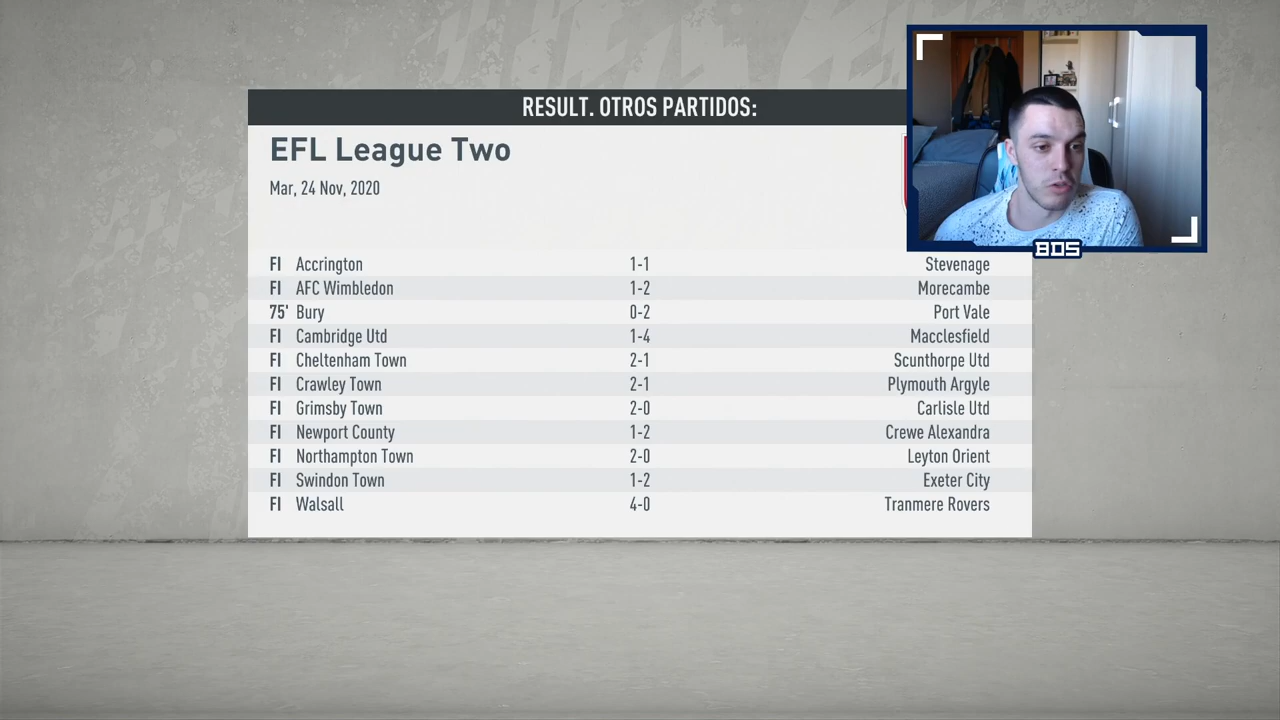 RESULT. OTROS PARTIDOS:
EFL League Two
Mar, 24 Nov, 2020
FI Accrington 1-1 Stevenage
FI AFC Wimbledon 1-2 Morecambe
75' Bury 0-2 Port Vale
FI Cambridge Utd 1-4 Macclesfield
FI Cheltenham Town 2-1 Scunthorpe Utd
FI Crawley Town 2-1 Plymouth Argyle
FI Grimsby Town 2-0 Carlisle Utd
FI Newport County 1-2 Crewe Alexandra
FI Northampton Town 2-0 Leyton Orient
FI Swindon Town 1-2 Exeter City
FI Walsall 4-0 Tranmere Rovers
BDS